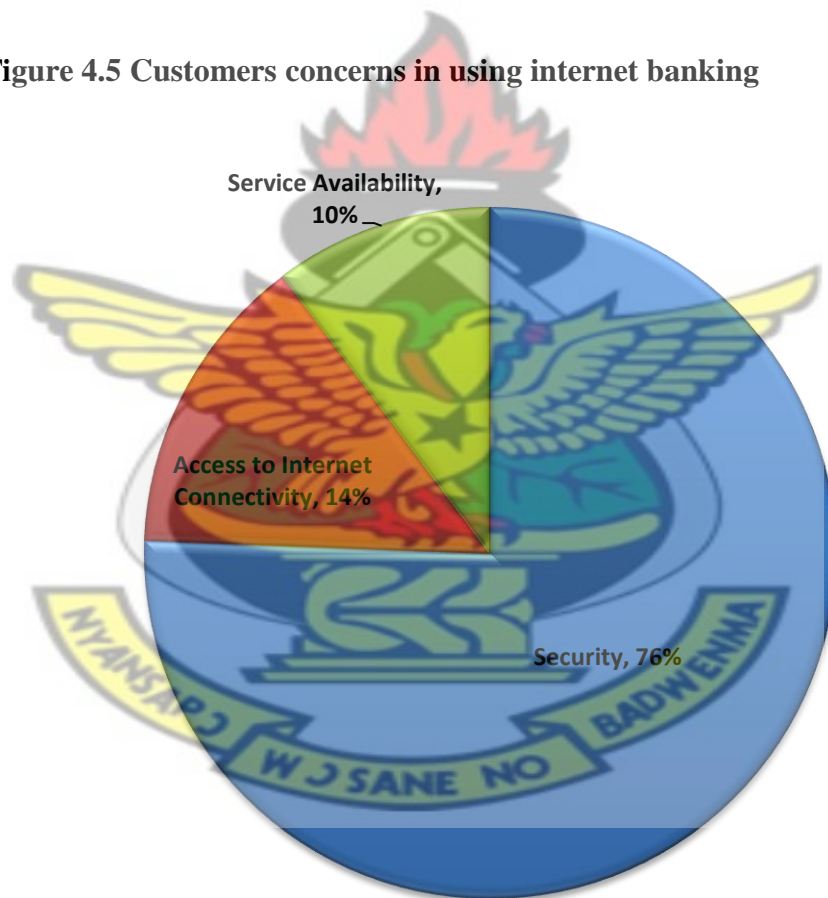 igure 4.5 Customers concerns in using internet banking
Service Availability,
10%
Access to Internet
Connectivity, 14%
Security, 76%
NYANSAPƆ
WƆSANE NO
BADWENMA